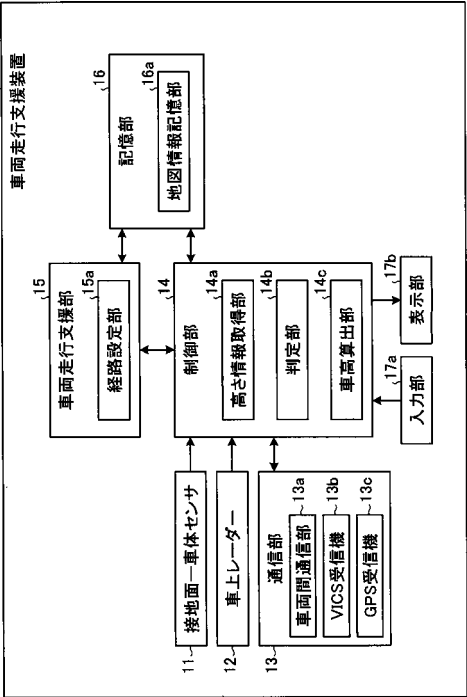 車両走行支援装置
15
車両走行支援部
15a
経路設定部
16
記憶部
16a
地図情報記憶部
11
接地面－車体センサ
12
車上レーダー
13
通信部
車両間通信部
13a
VICS受信機
13b
GPS受信機
13c
14
制御部
14a
高さ情報取得部
14b
判定部
14c
車高算出部
17a
入力部
17b
表示部